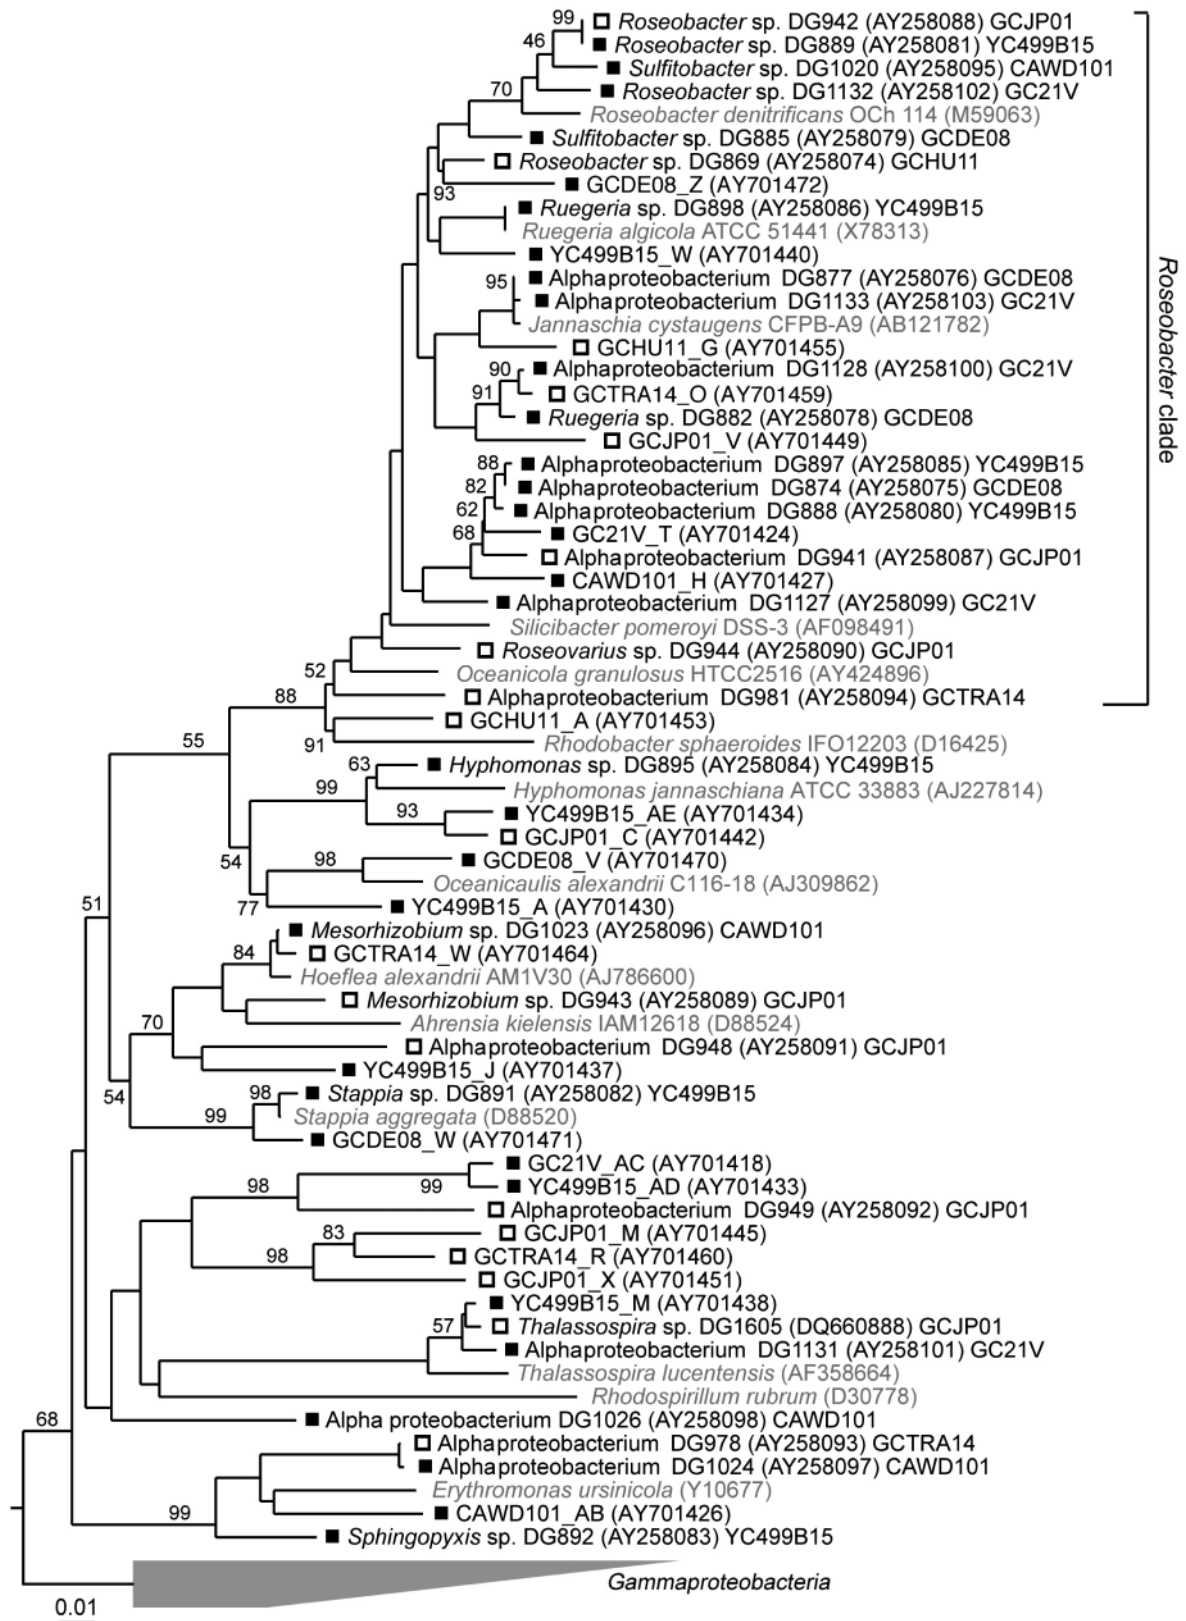 99
Roseobacter sp. DG942 (AY258088) GCJP01
46
Roseobacter sp. DG889 (AY258081) YC499B15
Sulfitobacter sp. DG1020 (AY258095) CAWD101
70
Roseobacter sp. DG1132 (AY258102) GC21V
Roseobacter denitrificans OCh 114 (M59063)
Sulfitobacter sp. DG885 (AY258079) GCDE08
Roseobacter sp. DG869 (AY258074) GCHU11
GCDE08_Z (AY701472)
93
Ruegeria sp. DG898 (AY258086) YC499B15
Ruegeria algicola ATCC 51441 (X78313)
YC499B15_W (AY701440)
95
Alphaproteobacterium DG877 (AY258076) GCDE08
Alphaproteobacterium DG1133 (AY258103) GC21V
Jannaschia cystaugens CFPB-A9 (AB121782)
GCHU11_G (AY701455)
90
Alphaproteobacterium DG1128 (AY258100) GC21V
91
GCTRA14_O (AY701459)
Ruegeria sp. DG882 (AY258078) GCDE08
GCJP01_V (AY701449)
Roseobacter clade
88
Alphaproteobacterium DG897 (AY258085) YC499B15
82
Alphaproteobacterium DG874 (AY258075) GCDE08
62
Alphaproteobacterium DG888 (AY258080) YC499B15
68
GC21V_T (AY701424)
Alphaproteobacterium DG941 (AY258087) GCJP01
CAWD101_H (AY701427)
Alphaproteobacterium DG1127 (AY258099) GC21V
Silicibacter pomeroyi DSS-3 (AF098491)
Roseovarius sp. DG944 (AY258090) GCJP01
52
Oceanicola granulosus HTCC2516 (AY424896)
88
Alphaproteobacterium DG981 (AY258094) GCTRA14
GCHU11_A (AY701453)
55
91
Rhodobacter sphaeroides IFO12203 (D16425)
63
Hyphomonas sp. DG895 (AY258084) YC499B15
99
Hyphomonas jannaschiana ATCC 33883 (AJ227814)
93
YC499B15_AE (AY701434)
GCJP01_C (AY701442)
54
98
GCDE08_V (AY701470)
Oceanicaulis alexandrii C116-18 (AJ309862)
51
77
YC499B15_A (AY701430)
Mesorhizobium sp. DG1023 (AY258096) CAWD101
84
GCTRA14_W (AY701464)
Hoeflea alexandrii AM1V30 (AJ786600)
Mesorhizobium sp. DG943 (AY258089) GCJP01
70
Ahrensia kielensis IAM12618 (D88524)
Alphaproteobacterium DG948 (AY258091) GCJP01
YC499B15_J (AY701437)
54
98
Stappia sp. DG891 (AY258082) YC499B15
99
Stappia aggregata (D88520)
GCDE08_W (AY701471)
GC21V_AC (AY701418)
98
99
YC499B15_AD (AY701433)
Alphaproteobacterium DG949 (AY258092) GCJP01
83
GCJP01_M (AY701445)
98
GCTRA14_R (AY701460)
GCJP01_X (AY701451)
YC499B15_M (AY701438)
57
Thalassospira sp. DG1605 (DQ660888) GCJP01
Alphaproteobacterium DG1131 (AY258101) GC21V
Thalassospira lucentensis (AF358664)
Rhodospirillum rubrum (D30778)
68
Alpha proteobacterium DG1026 (AY258098) CAWD101
Alphaproteobacterium DG978 (AY258093) GCTRA14
Alphaproteobacterium DG1024 (AY258097) CAWD101
Erythromonas ursinicola (Y10677)
99
CAWD101_AB (AY701426)
Sphingopyxis sp. DG892 (AY258083) YC499B15
Gammaproteobacteria
0.01